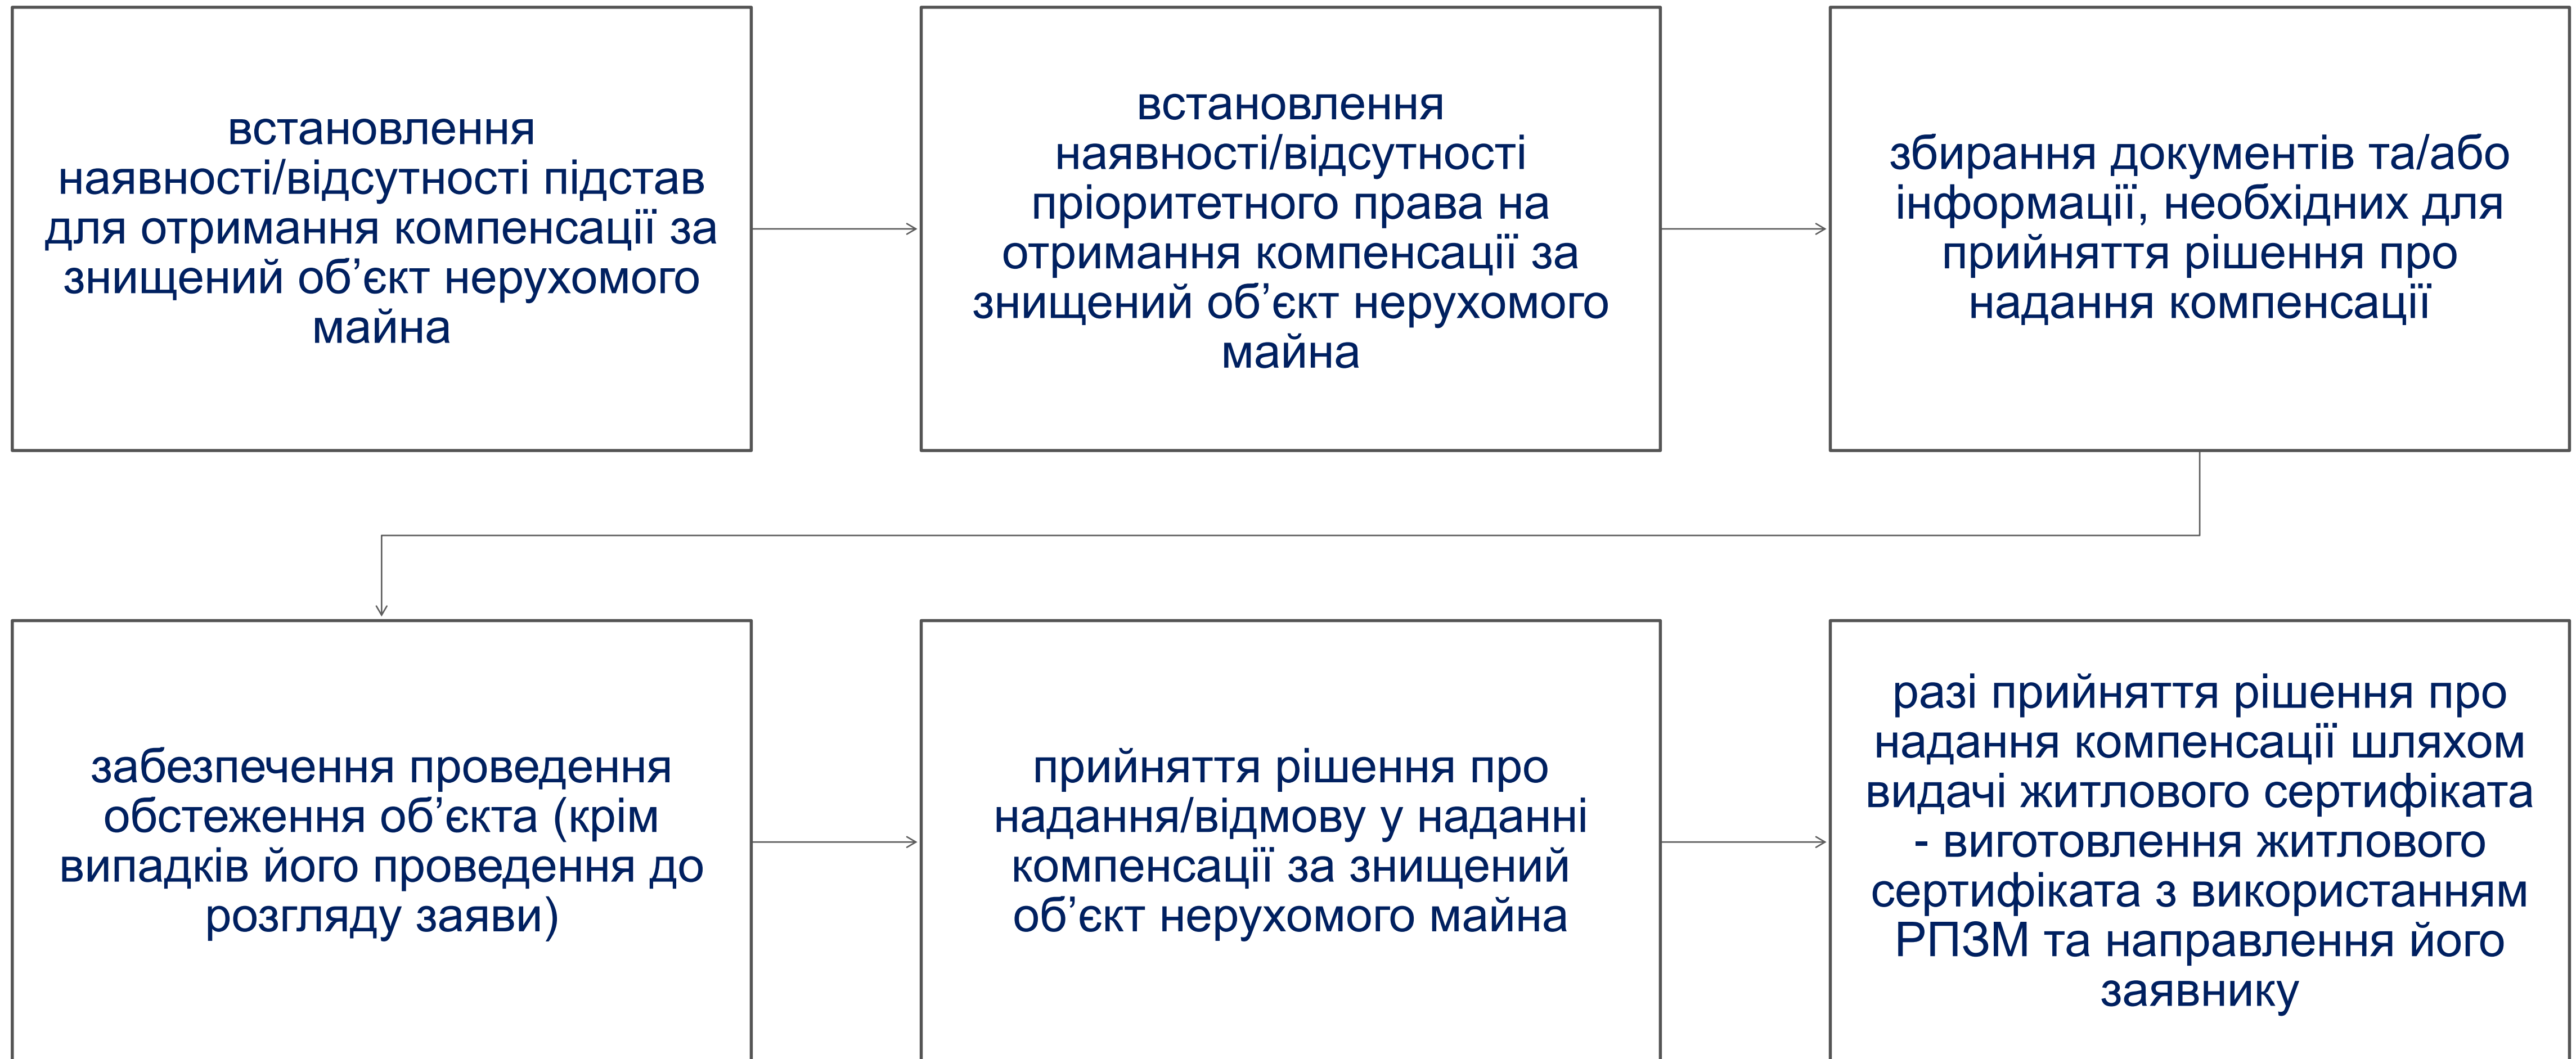 встановлення
наявності/відсутності підстав
для отримання компенсації за
знищений об’єкт нерухомого
майна
встановлення
наявності/відсутності
пріоритетного права на
отримання компенсації за
знищений об’єкт нерухомого
майна
збирання документів та/або
інформації, необхідних для
прийняття рішення про
надання компенсації
забезпечення проведення
обстеження об’єкта (крім
випадків його проведення до
розгляду заяви)
прийняття рішення про
надання/відмову у наданні
компенсації за знищений
об’єкт нерухомого майна
разі прийняття рішення про
надання компенсації шляхом
видачі житлового сертифіката
- виготовлення житлового
сертифіката з використанням
РПЗМ та направлення його
заявнику